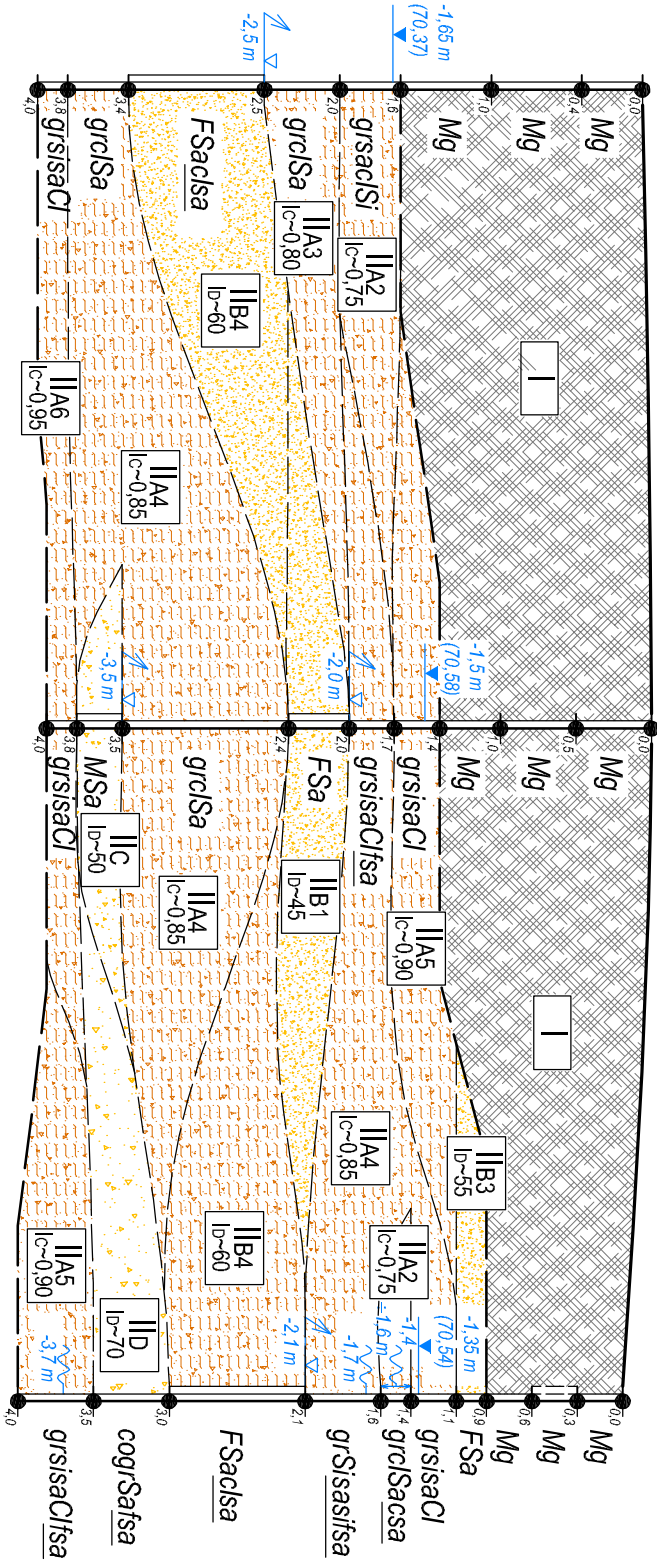 -1,65 m
(70,37)
-2,5 m
0,0
0,4
1,0
1,6
2,0
2,5
3,4
3,8
4,0
Mg
Mg
Mg
grsaclSi
grclSa
FSaclsa
grclSa
grsisaCl
I
IIA2
IC~0,75
IIA3
IC~0,80
IIB4
ID~60
IIA4
IC~0,85
IIA6
IC~0,95
-1,5 m
(70,58)
-2,0 m
-3,5 m
0,0
0,5
1,0
1,4
1,7
2,0
2,4
3,5
3,8
4,0
Mg
Mg
Mg
grsisaCl
grsisaClfsa
FSa
grclSa
MSa
grsisaCl
I
IIA5
IC~0,90
IIB3
ID~55
IIA4
IC~0,85
IIA2
IC~0,75
IIB1
ID~45
IIA4
IC~0,85
IIB4
ID~60
IIC
ID~50
IID
ID~70
IIA5
IC~0,90
-1,35 m
(70,54)
-1,4
-1,6 m
-1,7 m
-2,1 m
-3,7 m
0,0
0,3
0,6
0,9
1,1
1,4
1,6
2,1
3,0
3,5
4,0
Mg
Mg
Mg
FSa
grsisaCl
grclSacsa
grSisasifsa
FSaclsa
cogrSafsa
grsisaClfsa